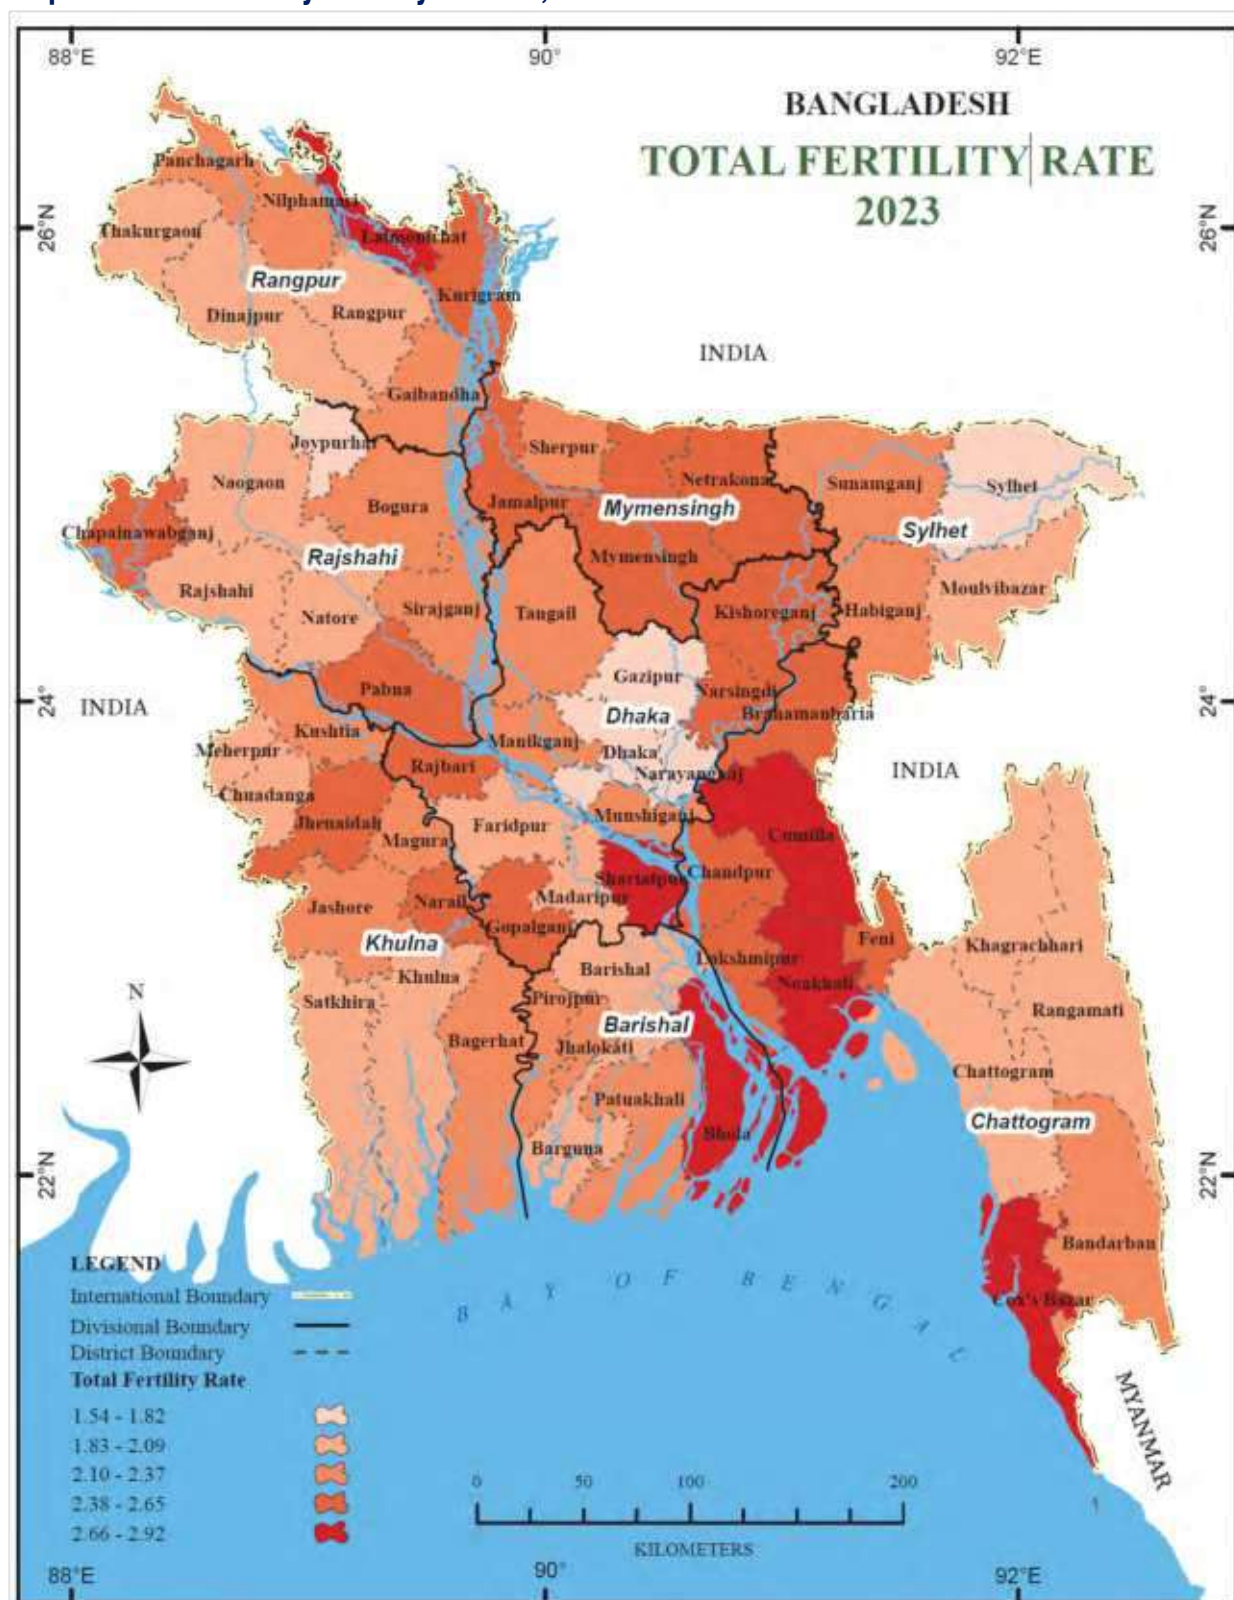 88°E
90°
92°E
BANGLADESH
TOTAL FERTILITY RATE
2023
26°N
26°N
Panchagarh
Nilphamari
Thakurgaon
Lalmonirhat
Rangpur
Kurigram
Dinajpur
Rangpur
INDIA
Gaibandha
Joypurhat
Sherpur
Naogaon
Netrakona
Sunamganj
Sylhet
Bogura
Jamalpur
Mymensingh
Chapainawabganj
Sylhet
Rajshahi
Mymensingh
Rajshahi
Moulvibazar
Natore
Sirajganj
Tangail
Kishoreganj
Habiganj
Gazipur
24°
INDIA
Pabna
Narsingdi
24°
Dhaka
Brahamanbaria
Kushtia
Manikganj
Meherpur
Dhaka
Rajbari
Narayanganj
INDIA
Chuadanga
Jhenaidah
Faridpur
Munshiganj
Magura
Cumilla
Shariatpur
Chandpur
Jashore
Narail
Madaripur
Gopalganj
Feni
Khulna
Khagrachhari
Lakshmipur
Barishal
Khulna
Noakhali
N
Satkhira
Pirojpur
Rangamati
Barishal
Bagerhat
Jhalokati
Chattogram
Patuakhali
Chattogram
Bhola
Barguna
22°N
22°N
Bandarban
LEGEND
International Boundary
BAY OF BENGAL
Cox's Bazar
Divisional Boundary
District Boundary
Total Fertility Rate
MYANMAR
1.54 - 1.82
1.83 - 2.09
2.10 - 2.37
2.38 - 2.65
2.66 - 2.92
0 50 100 200
KILOMETERS
88°E
90°
92°E